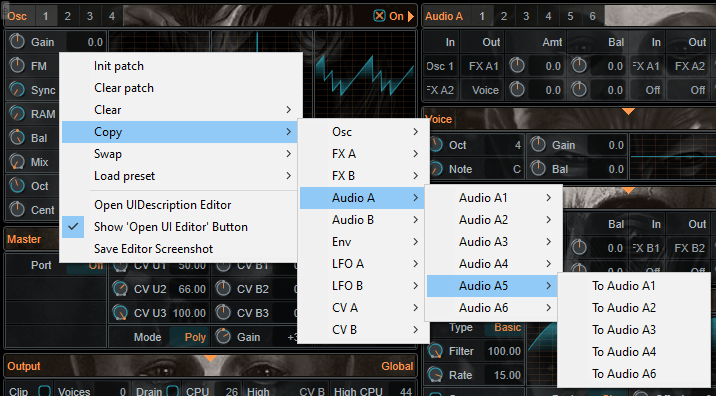 Osc 1 2 3 4 On
Audio A 1 2 3 4 5 6
Gain 0.0
In Out Amt Bal In Out
FM
Osc 1 FX A1 0.0 0.0 FX A1 FX A2
Sync
FX A2 Voice 0.0 0.0 Off Off
RAM
Bal
Mix
Oct
Cent
Init patch
Clear patch
Clear
Copy
Swap
Load preset
Open UIDescription Editor
Show 'Open UI Editor' Button
Save Editor Screenshot
Osc
FX A
FX B
Audio A
Audio B
Env
LFO A
LFO B
CV A
CV B
Audio A1
Audio A2
Audio A3
Audio A4
Audio A5
Audio A6
To Audio A1
To Audio A2
To Audio A3
To Audio A4
To Audio A6
Voice
Oct 4 Gain 0.0
Note C Bal 0.0
Bal In Out
0.0 FX B1 FX
0.0 Off
Master
Port Off CV U1 50.00 CV B1
CV U2 66.00 CV B2
CV U3 100.00 CV B3
Mode Poly Gain
Type Basic
Filter 100.00
Rate 15.00
Output Global
Clip Voices 0 Drain CPU 26 High CV B High CPU 44